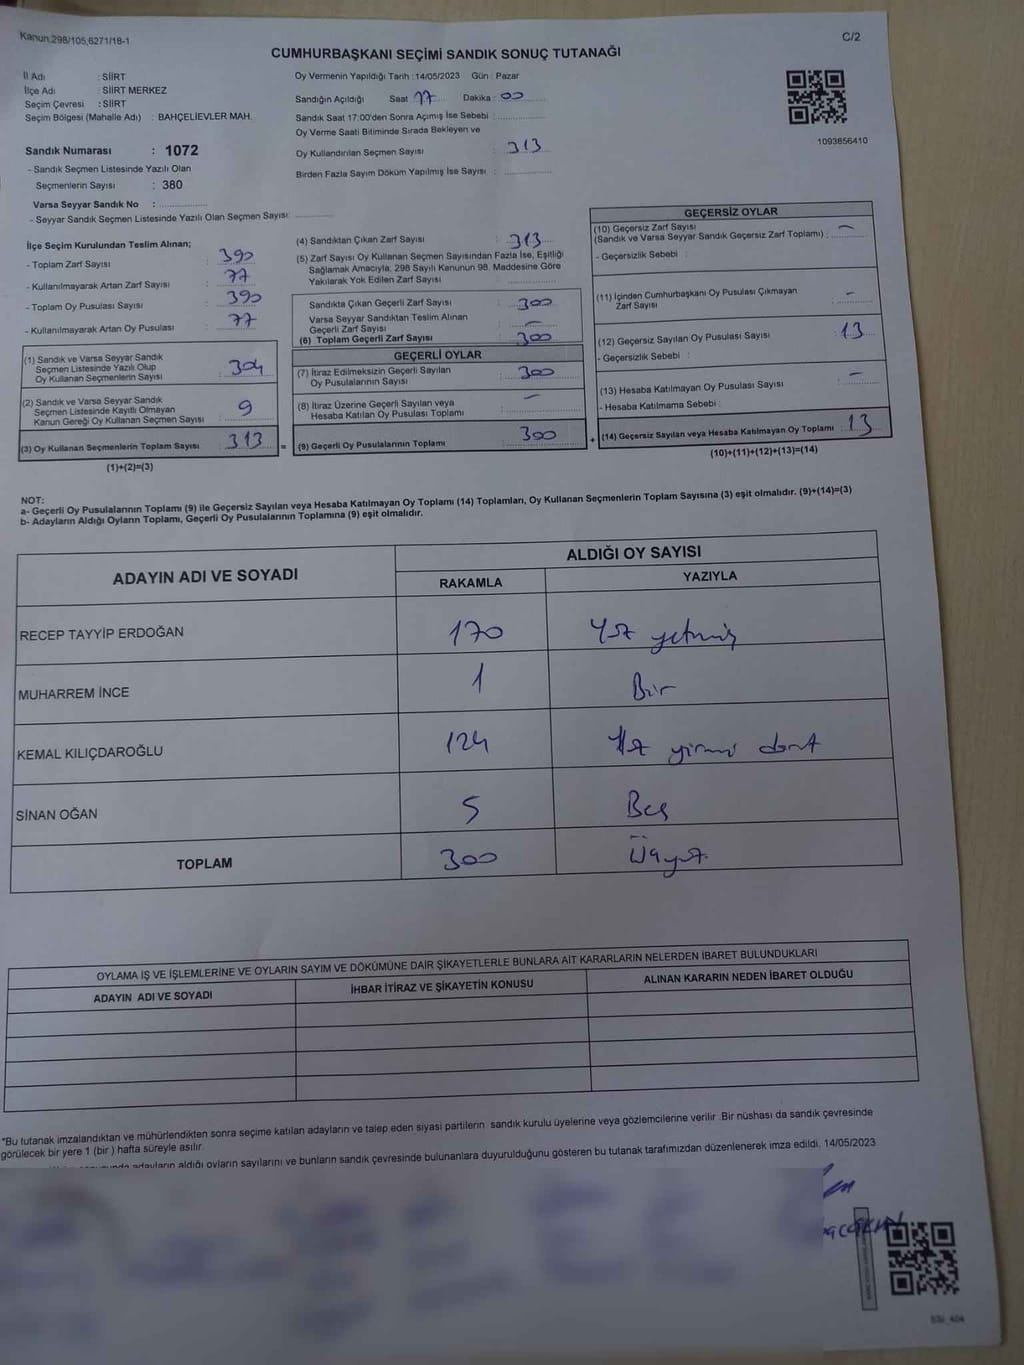 Kanun:298/105,6271/18-1
C/2
CUMHURBAŞKANI SEÇİMİ SANDIK SONUÇ TUTANAĞI
İl Adı : SİİRT
İlçe Adı : SİİRT MERKEZ
Seçim Çevresi : SİİRT
Seçim Bölgesi (Mahalle Adı) : BAHÇELİEVLER MAH.
Sandık Numarası : 1072
- Sandık Seçmen Listesinde Yazılı Olan
Seçmenlerin Sayısı : 380
Varsa Seyyar Sandık No :
- Seyyar Sandık Seçmen Listesinde Yazılı Olan Seçmen Sayısı:
Oy Vermenin Yapıldığı Tarih : 14/05/2023 Gün : Pazar
Sandığın Açıldığı Saat 17 Dakika : 00
Sandık Saat 17:00'den Sonra Açımış İse Sebebi :
Oy Verme Saati Bitiminde Sırada Bekleyen ve
Oy Kullandırılan Seçmen Sayısı : 313
Birden Fazla Sayım Döküm Yapılmış İse Sayısı :
1093856410
İlçe Seçim Kurulundan Teslim Alınan;
- Toplam Zarf Sayısı : 390
- Kullanılmayarak Artan Zarf Sayısı : 77
- Toplam Oy Pusulası Sayısı : 390
- Kullanılmayarak Artan Oy Pusulası : 77
(1) Sandık ve Varsa Seyyar Sandık
Seçmen Listesinde Yazılı Olup
Oy Kullanan Seçmenlerin Sayısı : 304
(2) Sandık ve Varsa Seyyar Sandık
Seçmen Listesinde Kayıtlı Olmayan
Kanun Gereği Oy Kullanan Seçmen Sayısı : 9
(3) Oy Kullanan Seçmenlerin Toplam Sayısı : 313
(1)+(2)=(3)
(4) Sandıktan Çıkan Zarf Sayısı : 313
(5) Zarf Sayısı Oy Kullanan Seçmen Sayısından Fazla İse, Eşitliği
Sağlamak Amacıyla, 298 Sayılı Kanunun 98. Maddesine Göre
Yakılarak Yok Edilen Zarf Sayısı :
Sandıkta Çıkan Geçerli Zarf Sayısı : 300
Varsa Seyyar Sandıktan Teslim Alınan
Geçerli Zarf Sayısı : -
(6) Toplam Geçerli Zarf Sayısı : 300
GEÇERLİ OYLAR
(7) İtiraz Edilmeksizin Geçerli Sayılan
Oy Pusulalarının Sayısı : 300
(8) İtiraz Üzerine Geçerli Sayılan veya
Hesaba Katılan Oy Pusulası Toplamı : -
= (9) Geçerli Oy Pusulalarının Toplamı : 300
GEÇERSİZ OYLAR
(10) Geçersiz Zarf Sayısı
(Sandık ve Varsa Seyyar Sandık Geçersiz Zarf Toplamı) : -
- Geçersizlik Sebebi :
(11) İçinden Cumhurbaşkanı Oy Pusulası Çıkmayan
Zarf Sayısı : -
(12) Geçersiz Sayılan Oy Pusulası Sayısı : 13
- Geçersizlik Sebebi :
(13) Hesaba Katılmayan Oy Pusulası Sayısı : -
- Hesaba Katılmama Sebebi :
+ (14) Geçersiz Sayılan veya Hesaba Katılmayan Oy Toplamı : 13
(10)+(11)+(12)+(13)=(14)
NOT:
a- Geçerli Oy Pusulalarının Toplamı (9) ile Geçersiz Sayılan veya Hesaba Katılmayan Oy Toplamı (14) Toplamları, Oy Kullanan Seçmenlerin Toplam Sayısına (3) eşit olmalıdır. (9)+(14)=(3)
b- Adayların Aldığı Oyların Toplamı, Geçerli Oy Pusulalarının Toplamına (9) eşit olmalıdır.
ADAYIN ADI VE SOYADI
ALDIĞI OY SAYISI
RAKAMLA YAZIYLA
RECEP TAYYİP ERDOĞAN 170 Yüz yetmiş
MUHARREM İNCE 1 Bir
KEMAL KILIÇDAROĞLU 124 Yüz yirmi dört
SİNAN OĞAN 5 Beş
TOPLAM 300 Üçyüz
OYLAMA İŞ VE İŞLEMLERİNE VE OYLARIN SAYIM VE DÖKÜMÜNE DAİR ŞİKAYETLERLE BUNLARA AİT KARARLARIN NELERDEN İBARET BULUNDUKLARI
ADAYIN ADI VE SOYADI İHBAR İTİRAZ VE ŞİKAYETİN KONUSU ALINAN KARARIN NEDEN İBARET OLDUĞU
*Bu tutanak imzalandıktan ve mühürlendikten sonra seçime katılan adayların ve talep eden siyasi partilerin sandık kurulu üyelerine veya gözlemcilerine verilir .Bir nüshası da sandık çevresinde
görülecek bir yere 1 (bir ) hafta süreyle asılır.
adayların aldığı oyların sayılarını ve bunların sandık çevresinde bulunanlara duyurulduğunu gösteren bu tutanak tarafımızdan düzenlenerek imza edildi. 14/05/2023